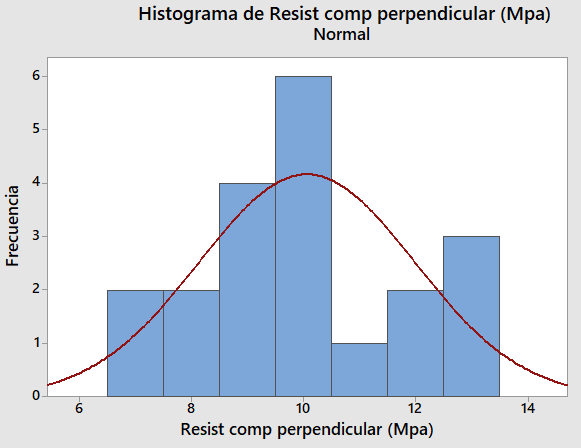 Histograma de Resist comp perpendicular (Mpa)
Normal
6
5
4
3
2
1
0
Frecuencia
6 8 10 12 14
Resist comp perpendicular (Mpa)